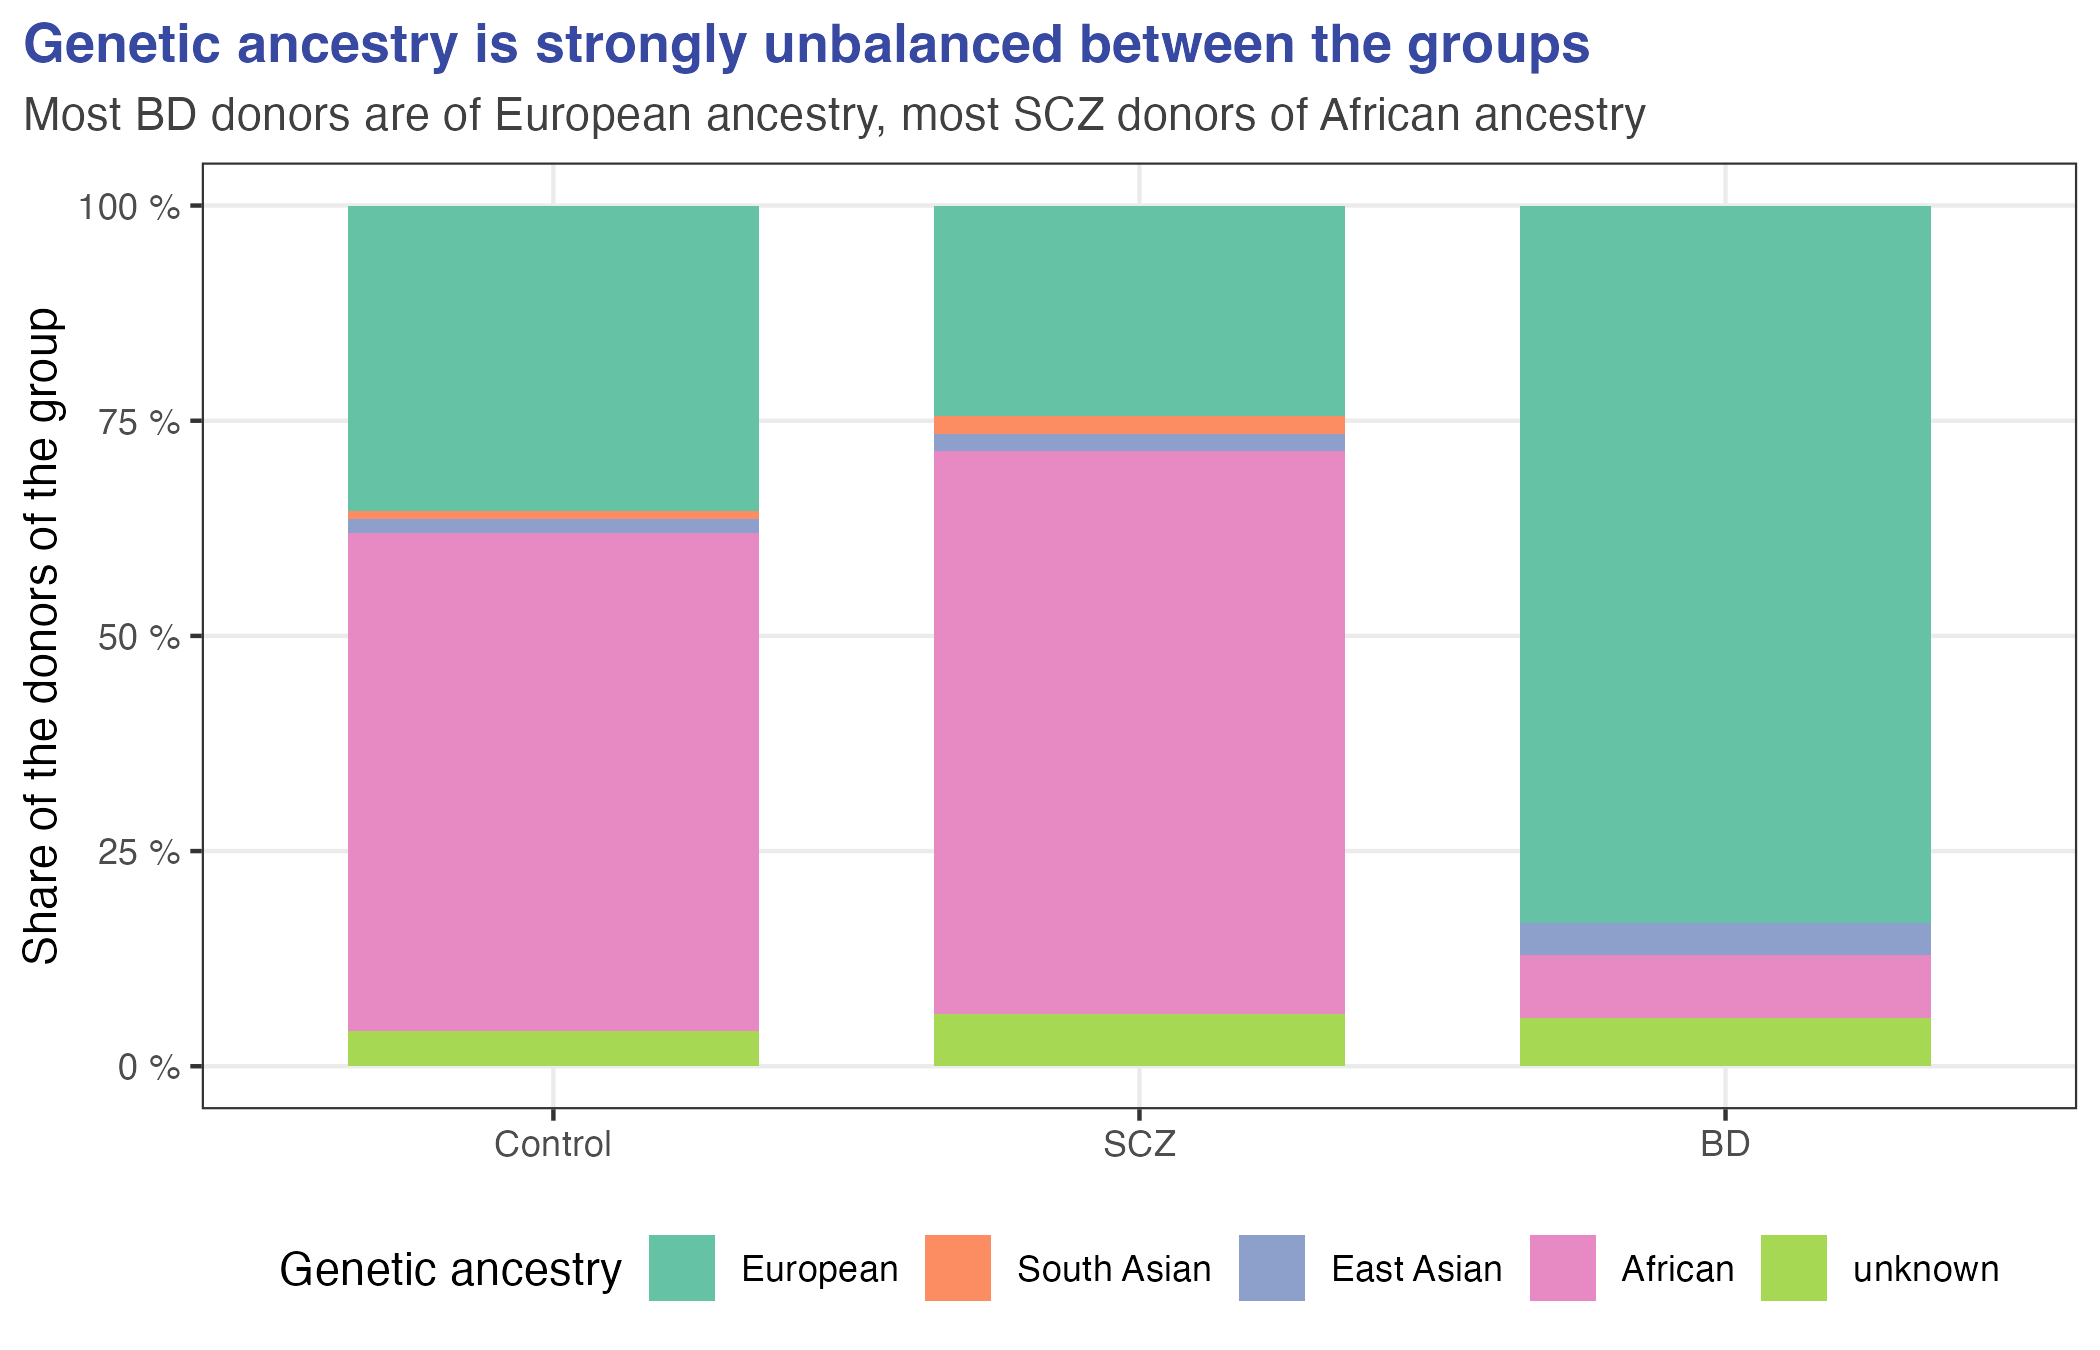 Genetic ancestry is strongly unbalanced between the groups
Most BD donors are of European ancestry, most SCZ donors of African ancestry
Share of the donors of the group
100 %
75 %
50 %
25 %
0 %
Control
SCZ
BD
Genetic ancestry
European
South Asian
East Asian
African
unknown